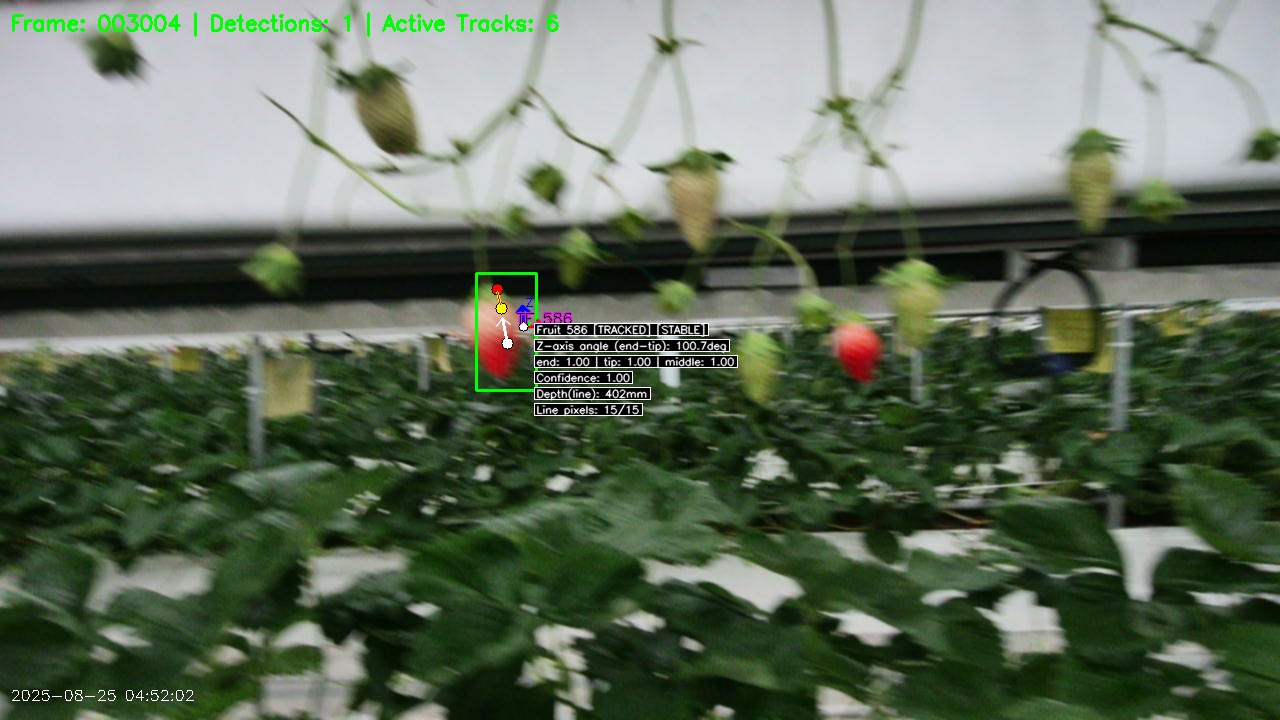 Frame: 003004 | Detections: 1 | Active Tracks: 6
Z
Fruit 586 [TRACKED] [STABLE]
Z-axis angle (end-tip): 100.7deg
end: 1.00 | tip: 1.00 | middle: 1.00
Confidence: 1.00
Depth(line): 402mm
Line pixels: 15/15
2025-08-25 04:52:02